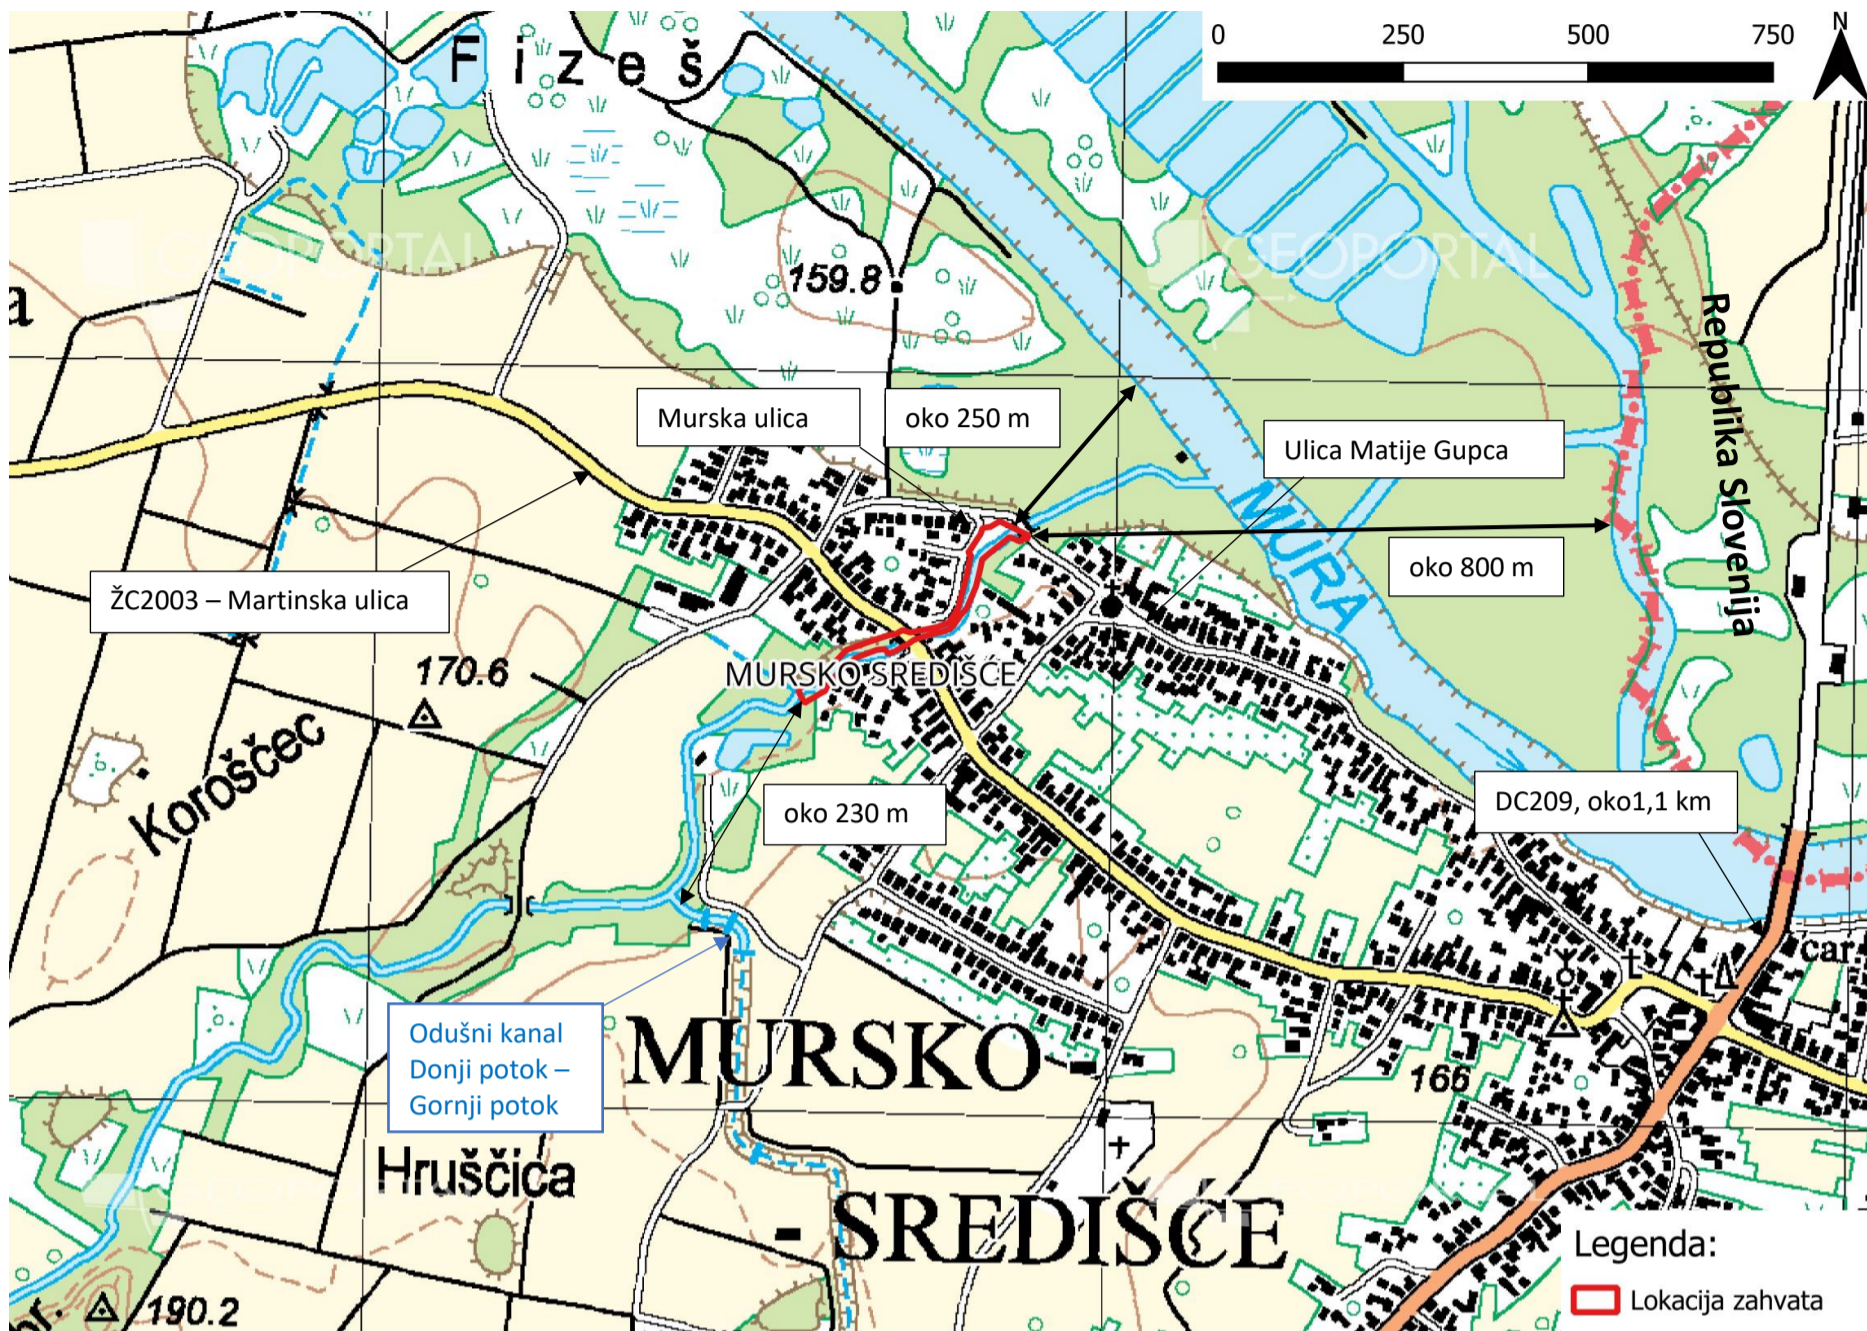 Fizeš
0 250 500 750
N
GEOPORTAL
GEOPORTAL
159.8
a
Republika Slovenija
Murska ulica
oko 250 m
Ulica Matije Gupca
MURA
oko 800 m
ŽC2003 – Martinska ulica
170.6
MURSKO SREDIŠĆE
Koroščec
oko 230 m
DC209, oko1,1 km
car
Odušni kanal
Donji potok –
Gornji potok
MURSKO -
166
Hruščica
- SREDIŠĆE
Legenda:
Lokacija zahvata
190.2